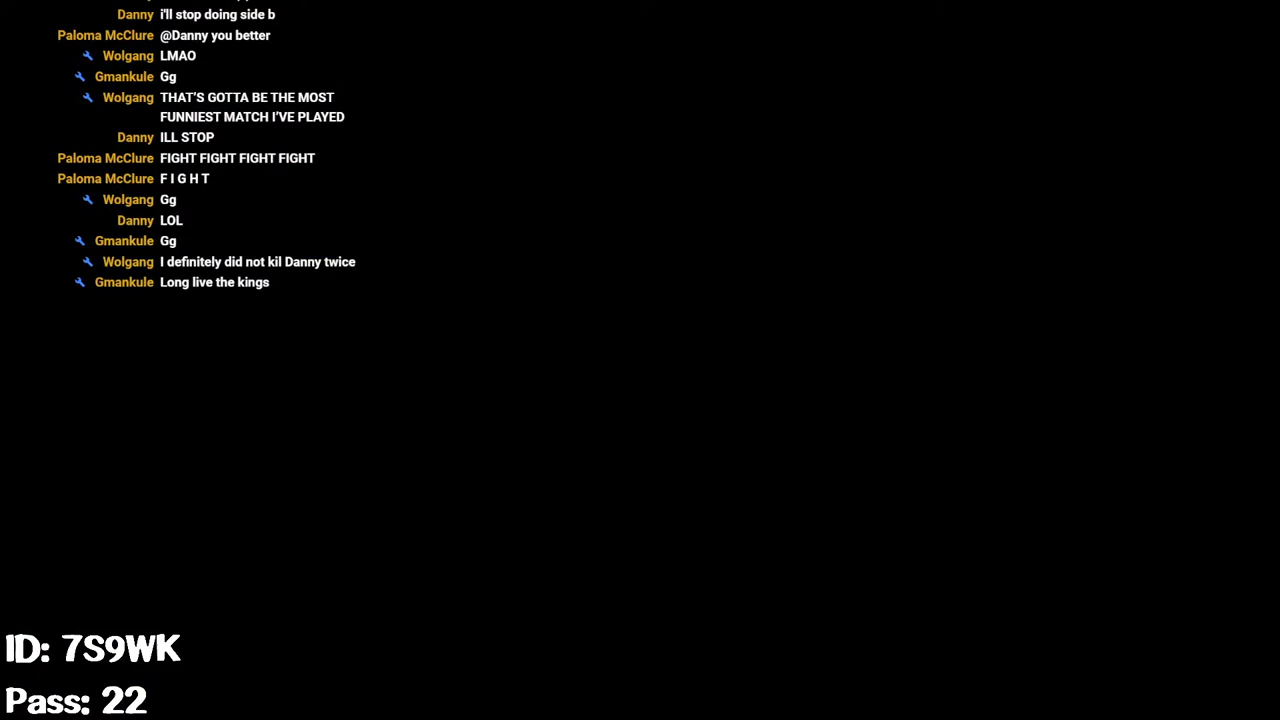 Danny i'll stop doing side b
Paloma McClure @Danny you better
Wolgang LMAO
Gmankule Gg
Wolgang THAT'S GOTTA BE THE MOST
FUNNIEST MATCH I'VE PLAYED
Danny ILL STOP
Paloma McClure FIGHT FIGHT FIGHT FIGHT
Paloma McClure F I G H T
Wolgang Gg
Danny LOL
Gmankule Gg
Wolgang I definitely did not kil Danny twice
Gmankule Long live the kings
ID: 7S9WK
Pass: 22